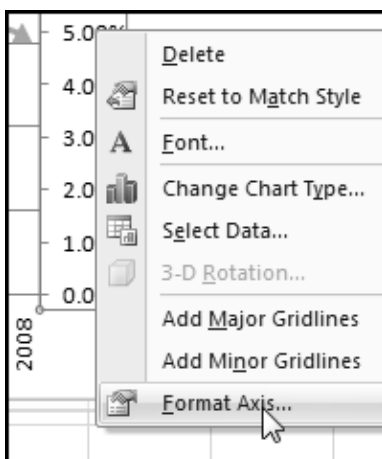 5.00%
Delete
4.0
Reset to Match Style
3.0
Font...
2.0
Change Chart Type...
1.0
Select Data...
3-D Rotation...
0.0
Add Major Gridlines
2008
Add Minor Gridlines
Format Axis...